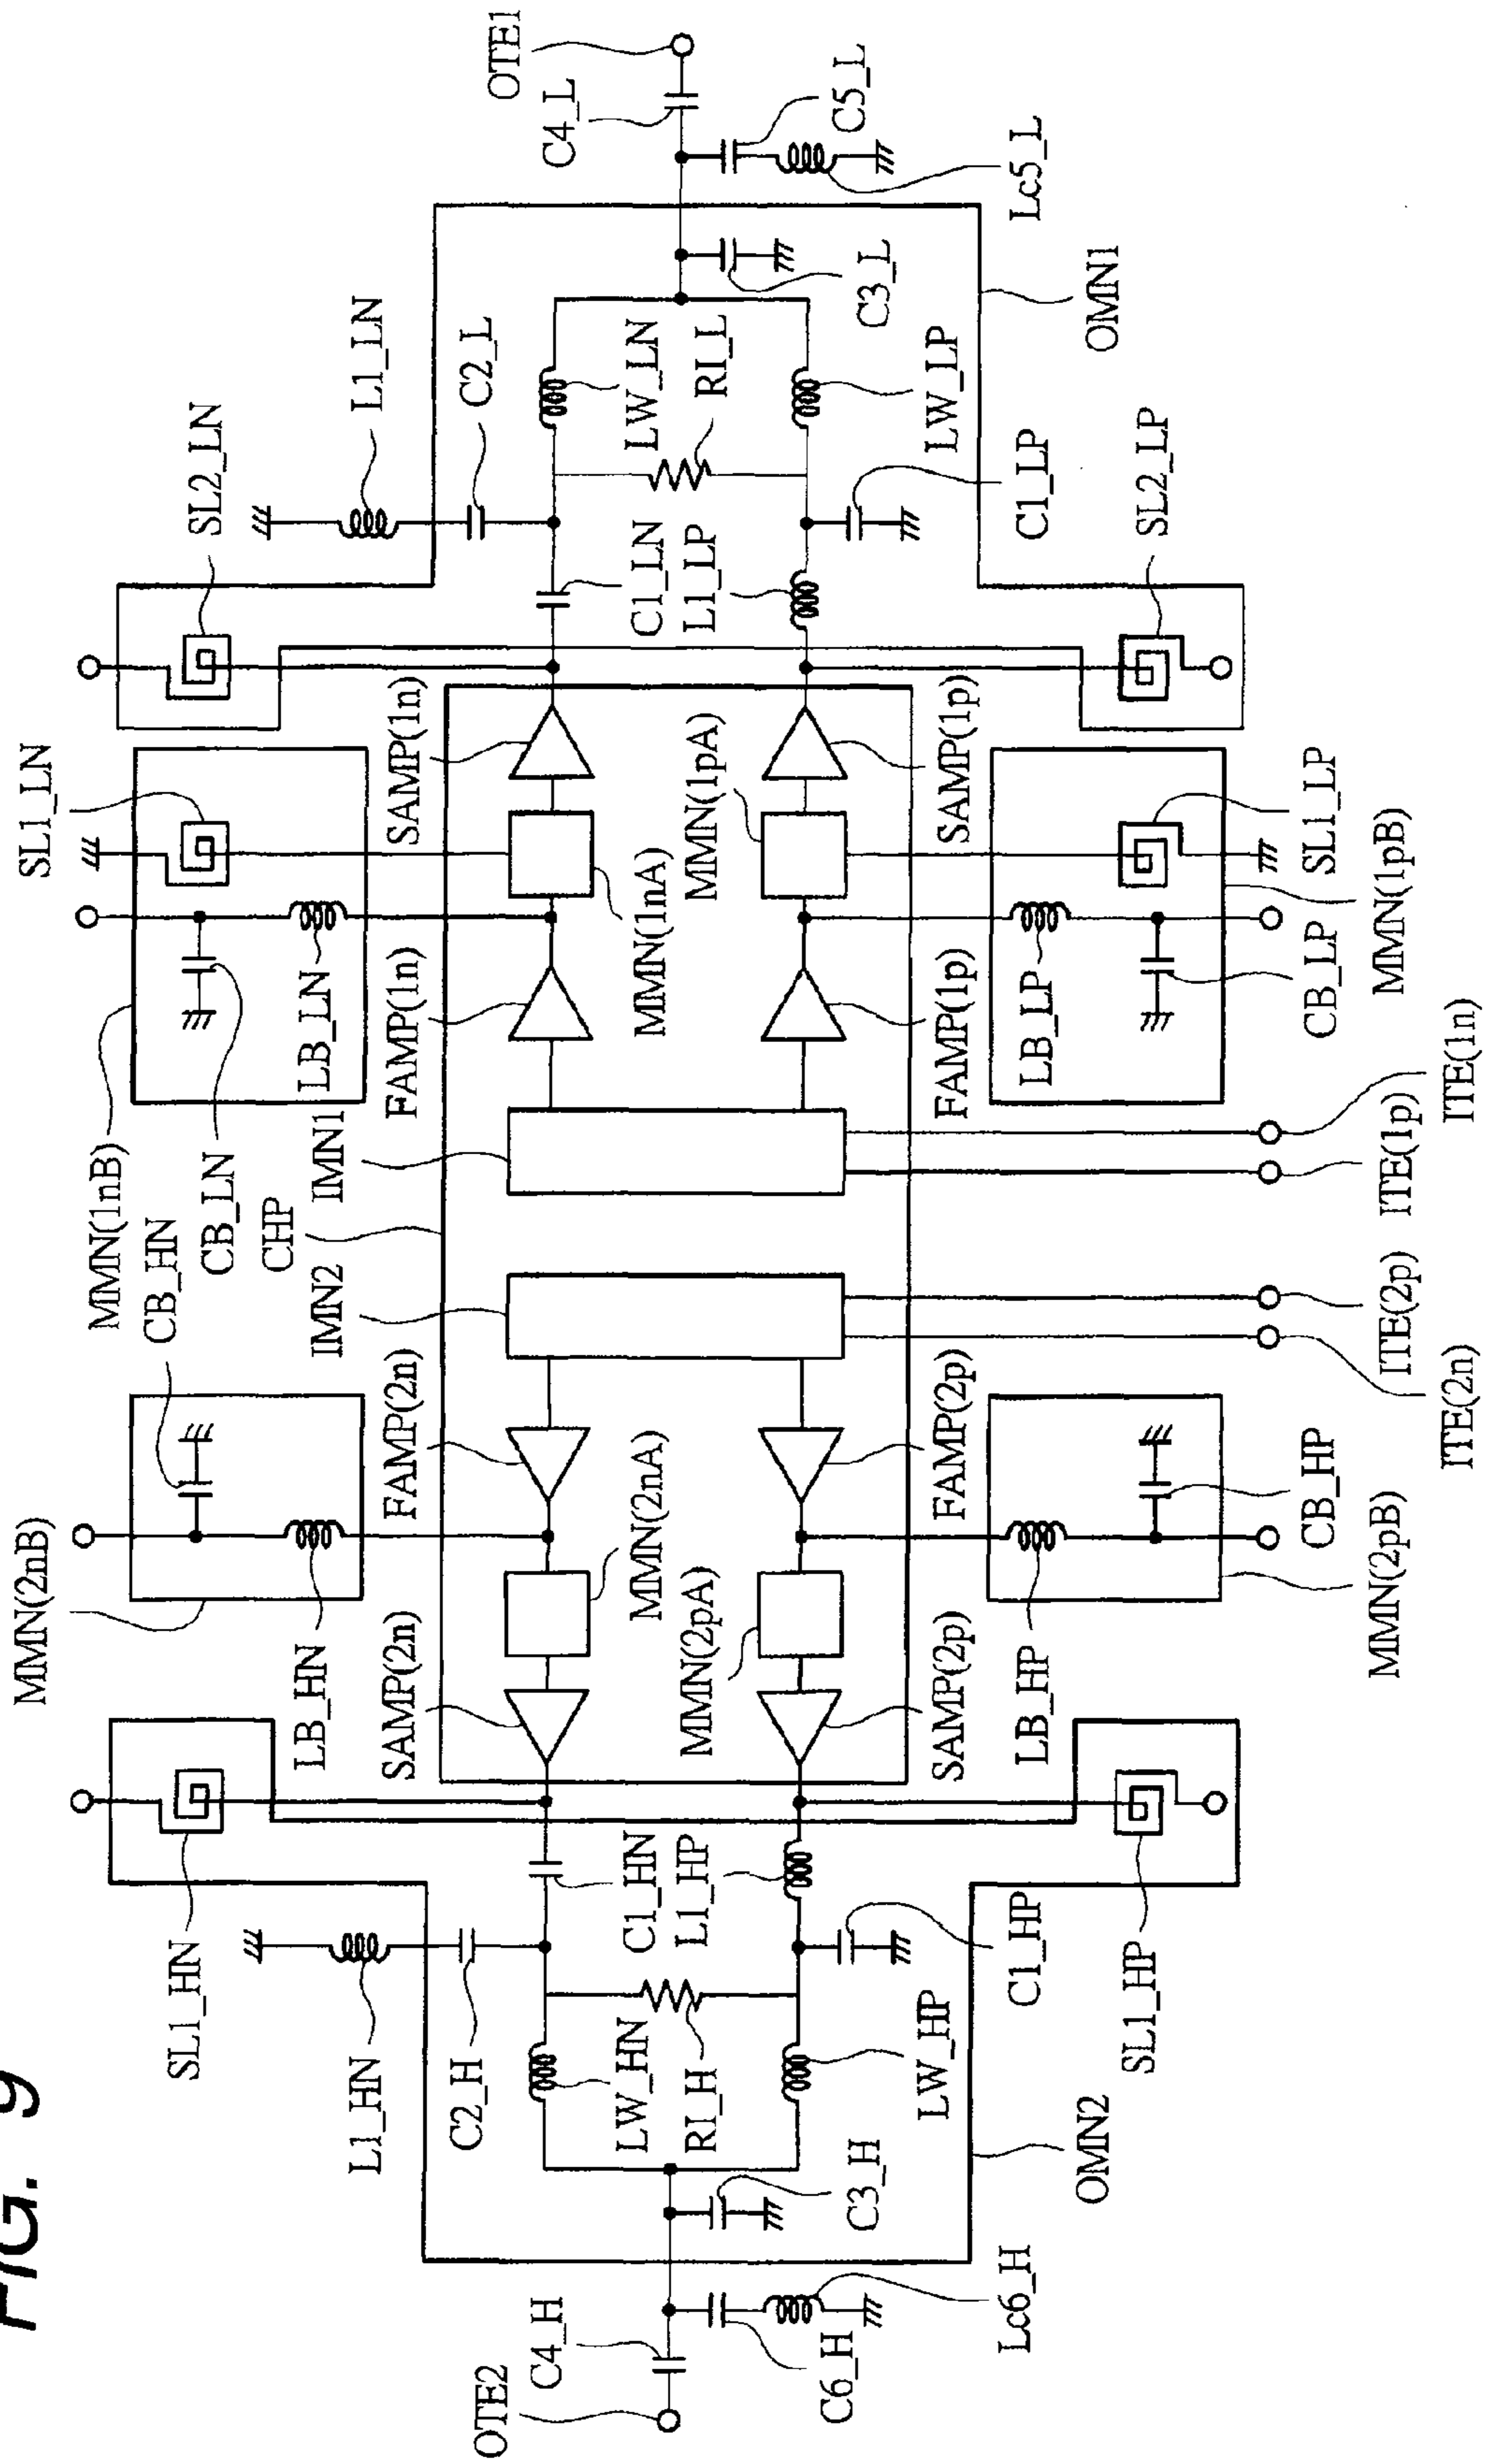 FIG. 9
OTE1
C4_L
C5_L
Lc5_L
L1_LN
C2_L
LW_LN
RI_L
C3_L
OMN1
SL2_LN
LW_LP
C1_LN
L1_LP
C1_LP
SL2_LP
SL1_LN
SAMP(1n)
MMN(1pA)
SAMP(1p)
SL1_LP
MMN(1nA)
MMN(1pB)
FAMP(1n)
LB_LN
FAMP(1p)
LB_LP
CB_LP
MMN(1nB)
CB_LN
IMN1
CHP
ITE(1n)
ITE(1p)
CB_HN
IMN2
ITE(2p)
ITE(2n)
MMN(2nB)
FAMP(2n)
FAMP(2p)
CB_HP
LB_HN
MMN(2nA)
MMN(2pA)
LB_HP
MMN(2pB)
SAMP(2n)
SAMP(2p)
SL1_HN
C1_HN
L1_HP
C1_HP
SL1_HP
L1_HN
C2_H
LW_HN
RI_H
LW_HP
C3_H
OMN2
C4_H
C6_H
Lc6_H
OTE2